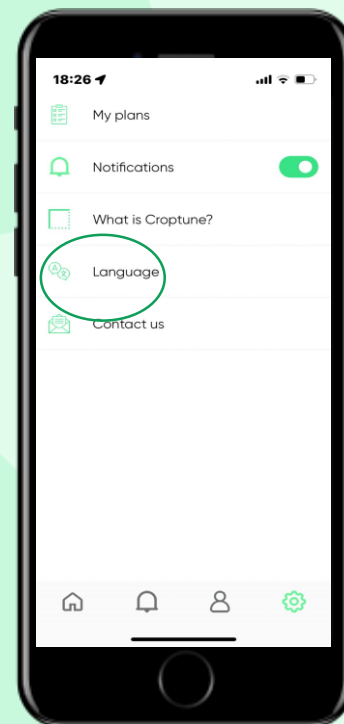 18:26
My plans
Notifications
What is Croptune?
Language
Contact us